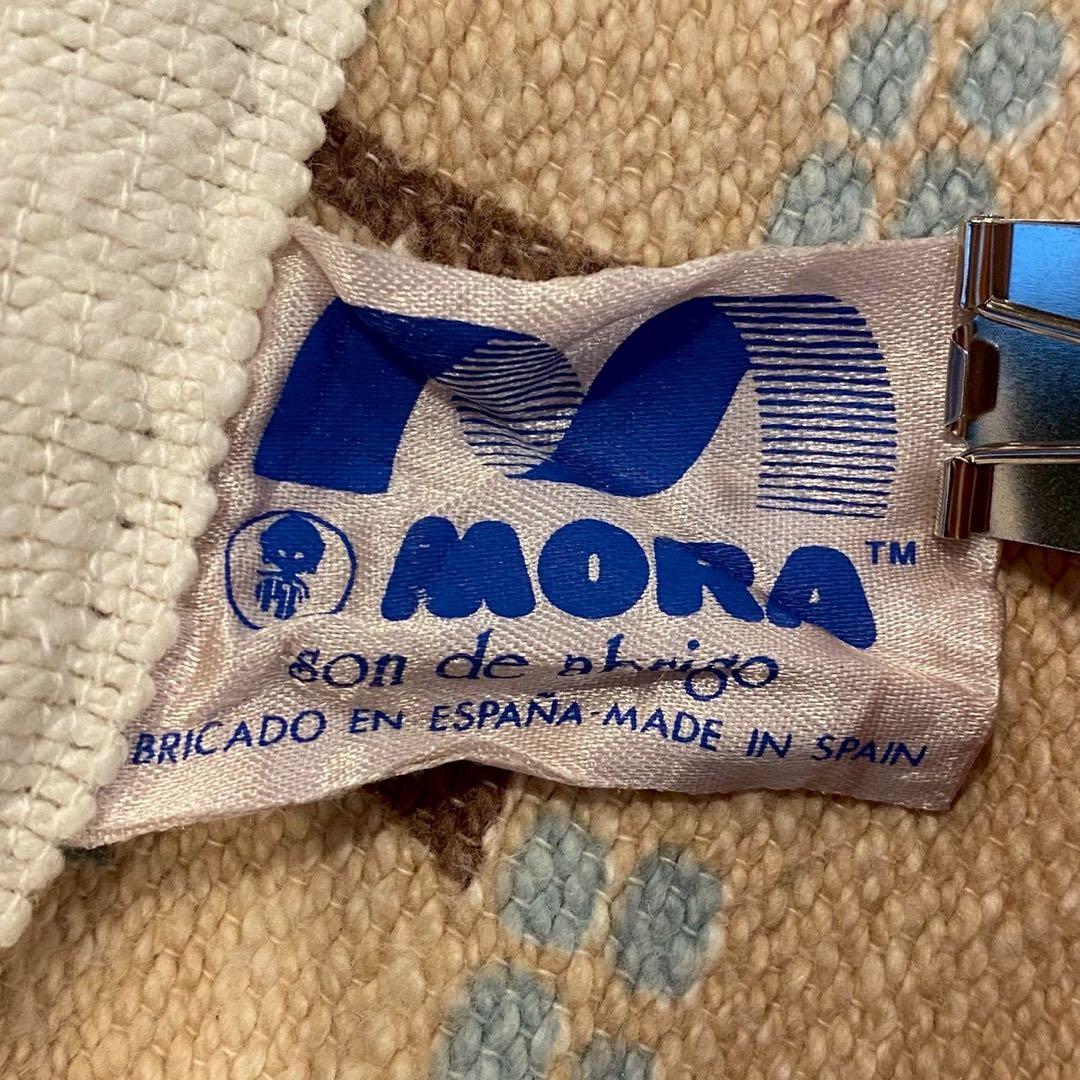 MORA™
son de abrigo
BRICADO EN ESPAÑA-MADE IN SPAIN